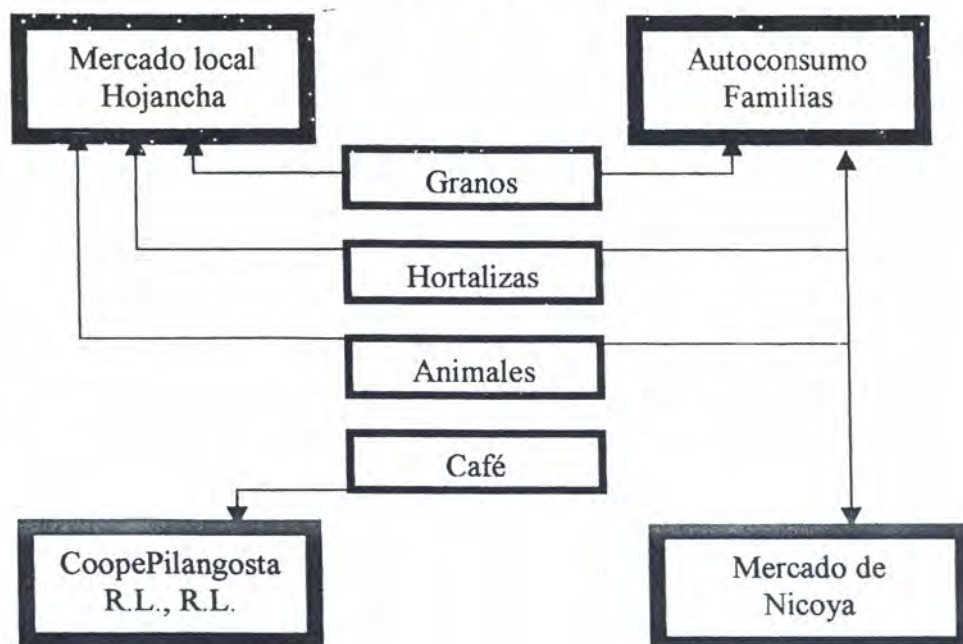 Mercado local
Hojancha
Autoconsumo
Familias
Granos
Hortalizas
Animales
Café
CoopePilangosta
R.L., R.L.
Mercado de
Nicoya